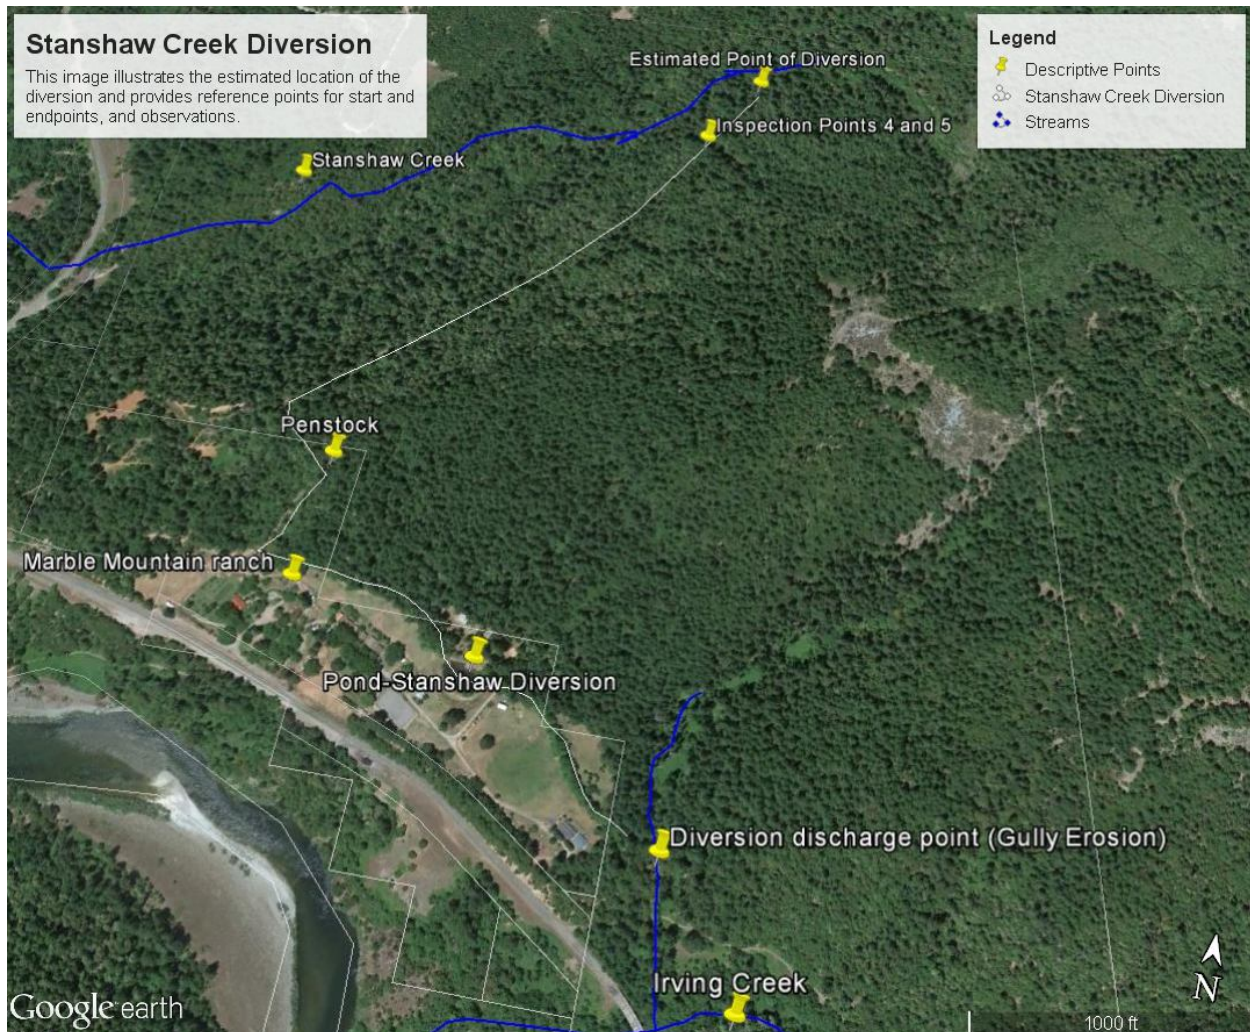 Stanshaw Creek Diversion
This image illustrates the estimated location of the
diversion and provides reference points for start and
endpoints, and observations.
Legend
Descriptive Points
Stanshaw Creek Diversion
Streams
Estimated Point of Diversion
Inspection Points 4 and 5
Stanshaw Creek
Penstock
Marble Mountain ranch
Pond-Stanshaw Diversion
Diversion discharge point (Gully Erosion)
Irving Creek
N
Google earth
1000 ft